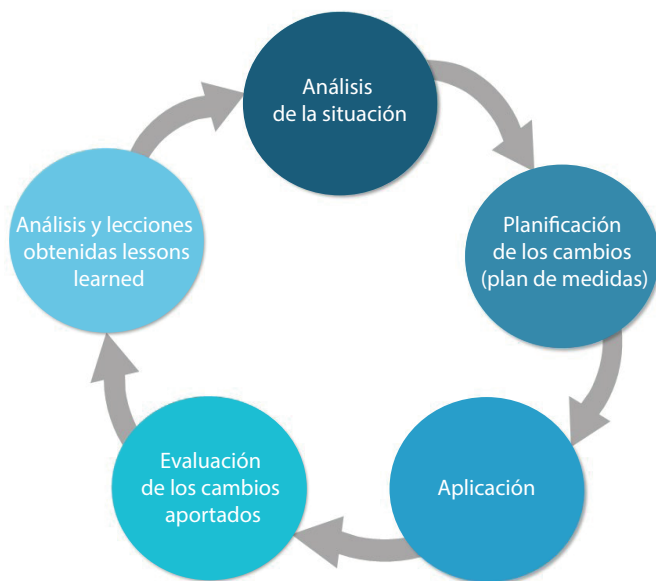 Análisis
de la situación
Planificación
de los cambios
(plan de medidas)
Aplicación
Evaluación
de los cambios
aportados
Análisis y lecciones
obtenidas lessons
learned